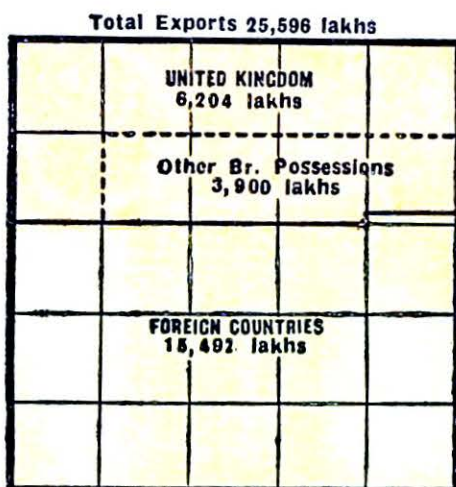 Total Exports 25,596 lakhs
UNITED KINGDOM
6,204 lakhs
Other Br. Possessions
3,900 lakhs
FOREIGN COUNTRIES
15,492 lakhs